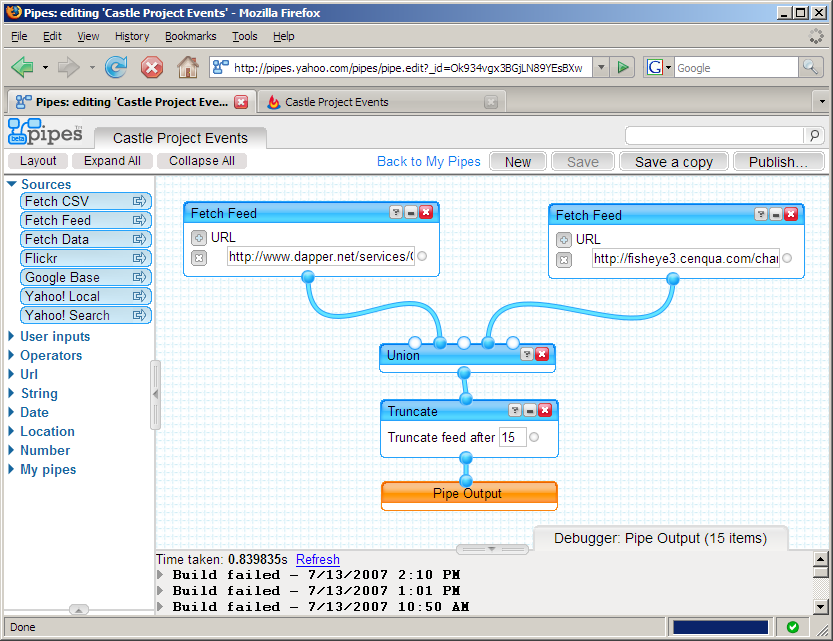 Pipes: editing 'Castle Project Events' - Mozilla Firefox
File Edit View History Bookmarks Tools Help
http://pipes.yahoo.com/pipes/pipe.edit?_id=Ok934vgx3BGjLN89YEsBXw G Google
Pipes: editing 'Castle Project Eve... Castle Project Events
beta pipes™ Castle Project Events
Layout Expand All Collapse All Back to My Pipes New Save Save a copy Publish...
Sources
Fetch CSV
Fetch Feed
Fetch Data
Flickr
Google Base
Yahoo! Local
Yahoo! Search
User inputs
Operators
Url
String
Date
Location
Number
My pipes
Fetch Feed ?
URL
http://www.dapper.net/services/
Fetch Feed ?
URL
http://fisheye3.cenqua.com/cha
Union ?
Truncate ?
Truncate feed after 15
Pipe Output
Debugger: Pipe Output (15 items)
Time taken: 0.839835s Refresh
Build failed - 7/13/2007 2:10 PM
Build failed - 7/13/2007 1:01 PM
Build failed - 7/13/2007 10:50 AM
Done